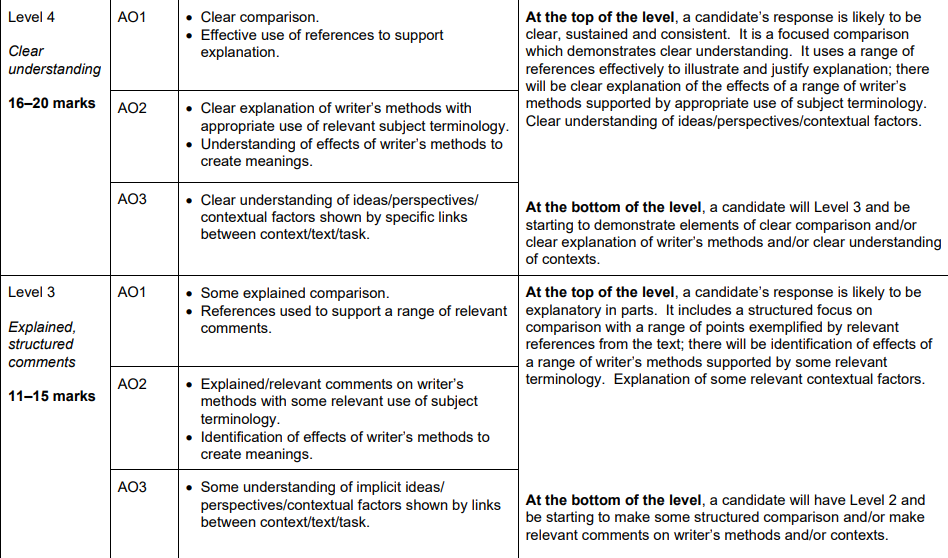 Level 4
Clear
understanding
16–20 marks
AO1
• Clear comparison.
• Effective use of references to support
explanation.
AO2
• Clear explanation of writer's methods with
appropriate use of relevant subject terminology.
• Understanding of effects of writer's methods to
create meanings.
AO3
• Clear understanding of ideas/perspectives/
contextual factors shown by specific links
between context/text/task.
At the top of the level, a candidate's response is likely to be
clear, sustained and consistent. It is a focused comparison
which demonstrates clear understanding. It uses a range of
references effectively to illustrate and justify explanation; there
will be clear explanation of the effects of a range of writer's
methods supported by appropriate use of subject terminology.
Clear understanding of ideas/perspectives/contextual factors.
At the bottom of the level, a candidate will Level 3 and be
starting to demonstrate elements of clear comparison and/or
clear explanation of writer's methods and/or clear understanding
of contexts.
Level 3
Explained,
structured
comments
11–15 marks
AO1
• Some explained comparison.
• References used to support a range of relevant
comments.
AO2
• Explained/relevant comments on writer's
methods with some relevant use of subject
terminology.
• Identification of effects of writer's methods to
create meanings.
AO3
• Some understanding of implicit ideas/
perspectives/contextual factors shown by links
between context/text/task.
At the top of the level, a candidate's response is likely to be
explanatory in parts. It includes a structured focus on
comparison with a range of points exemplified by relevant
references from the text; there will be identification of effects of
a range of writer's methods supported by some relevant
terminology. Explanation of some relevant contextual factors.
At the bottom of the level, a candidate will have Level 2 and
be starting to make some structured comparison and/or make
relevant comments on writer's methods and/or contexts.